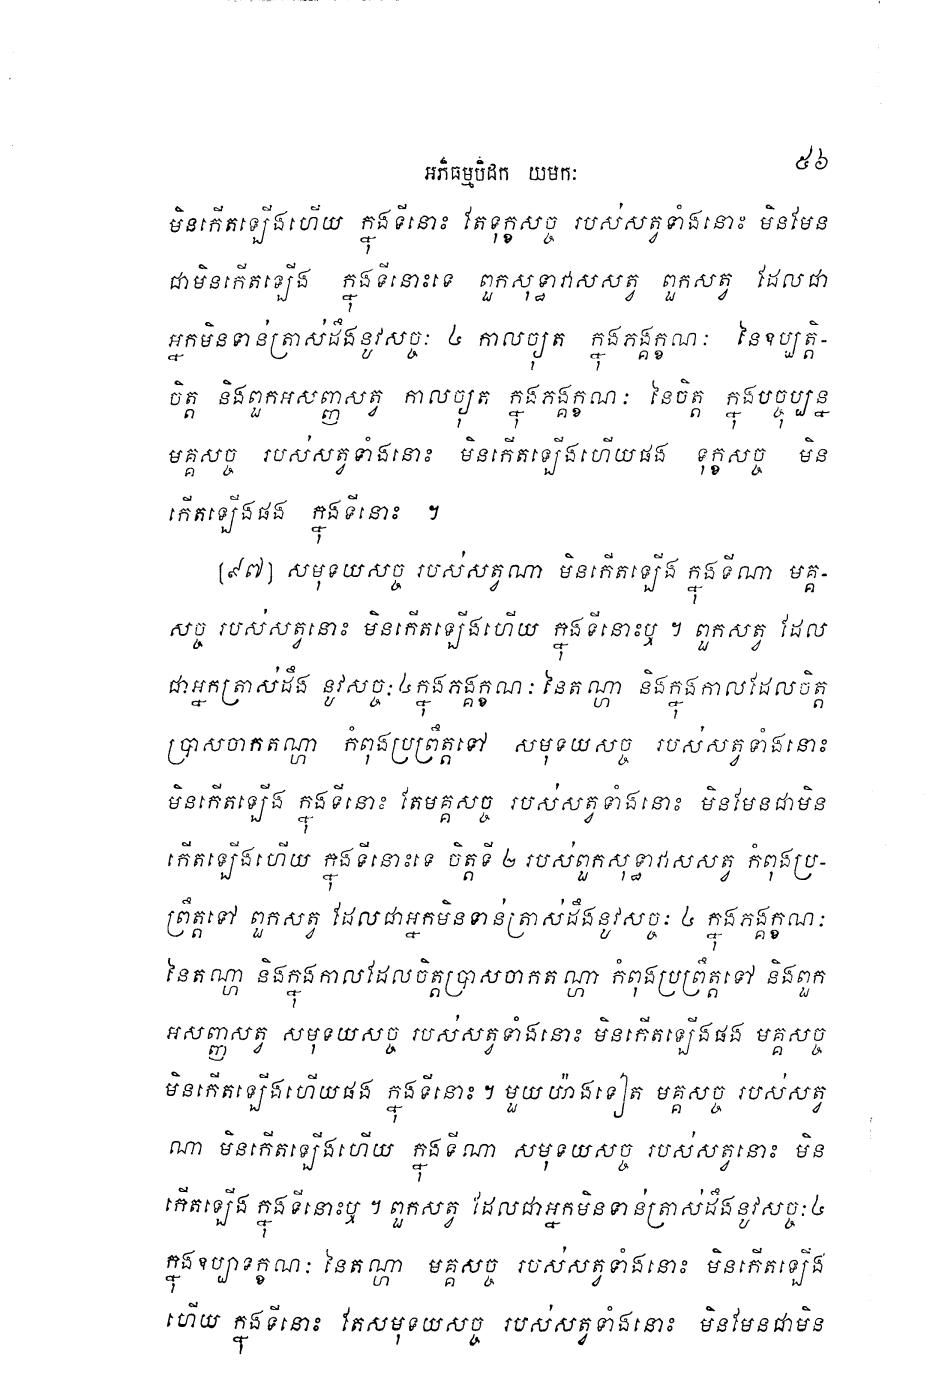 អភិធម្មបិដក យមកៈ ៥៦
មិនកើតឡើងហើយ ក្នុងទីនោះ តែទុក្ខសច្ច របស់សត្វទាំងនោះ មិនមែន
ជាមិនកើតឡើង ក្នុងទីនោះទេ ពួកសុទ្ធាវាសសត្វ ពួកសត្វ ដែលជា
អ្នកមិនទាន់ត្រាស់ដឹងនូវសច្ចៈ ៤ កាលច្យុត ក្នុងភង្គក្ខណៈ នៃឧប្បត្តិ-
ចិត្ត និងពួកអសញ្ញសត្វ កាលច្យុត ក្នុងភង្គក្ខណៈ នៃចិត្ត ក្នុងបច្ចុប្បន្ន
មគ្គសច្ច របស់សត្វទាំងនោះ មិនកើតឡើងហើយផង ទុក្ខសច្ច មិន
កើតឡើងផង ក្នុងទីនោះ ។
[៩៧] សមុទយសច្ច របស់សត្វណា មិនកើតឡើង ក្នុងទីណា មគ្គ-
សច្ច របស់សត្វនោះ មិនកើតឡើងហើយ ក្នុងទីនោះឬ ។ ពួកសត្វ ដែល
ជាអ្នកត្រាស់ដឹង នូវសច្ចៈ ៤ ក្នុងភង្គក្ខណៈ នៃតណ្ហា និងក្នុងកាលដែលចិត្ត
ប្រាសចាកតណ្ហា កំពុងប្រព្រឹត្តទៅ សមុទយសច្ច របស់សត្វទាំងនោះ
មិនកើតឡើង ក្នុងទីនោះ តែមគ្គសច្ច របស់សត្វទាំងនោះ មិនមែនជាមិន
កើតឡើងហើយ ក្នុងទីនោះទេ ចិត្តទី ២ របស់ពួកសុទ្ធាវាសសត្វ កំពុងប្រ-
ព្រឹត្តទៅ ពួកសត្វ ដែលជាអ្នកមិនទាន់ត្រាស់ដឹងនូវសច្ចៈ ៤ ក្នុងភង្គក្ខណៈ
នៃតណ្ហា និងក្នុងកាលដែលចិត្តប្រាសចាកតណ្ហា កំពុងប្រព្រឹត្តទៅ និងពួក
អសញ្ញសត្វ សមុទយសច្ច របស់សត្វទាំងនោះ មិនកើតឡើងផង មគ្គសច្ច
មិនកើតឡើងហើយផង ក្នុងទីនោះ ។ មួយយ៉ាងទៀត មគ្គសច្ច របស់សត្វ
ណា មិនកើតឡើងហើយ ក្នុងទីណា សមុទយសច្ច របស់សត្វនោះ មិន
កើតឡើង ក្នុងទីនោះឬ ។ ពួកសត្វ ដែលជាអ្នកមិនទាន់ត្រាស់ដឹងនូវសច្ចៈ ៤
ក្នុងឧប្បាទក្ខណៈ នៃតណ្ហា មគ្គសច្ច របស់សត្វទាំងនោះ មិនកើតឡើង
ហើយ ក្នុងទីនោះ តែសមុទយសច្ច របស់សត្វទាំងនោះ មិនមែនជាមិន